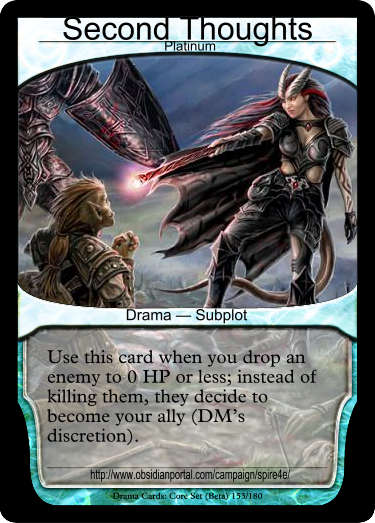 Second Thoughts
Platinum
Drama — Subplot
Use this card when you drop an
enemy to 0 HP or less; instead of
killing them, they decide to
become your ally (DM's
discretion).
http://www.obsidianportal.com/campaign/spire4e/
Drama Cards: Core Set (Beta) 155/180